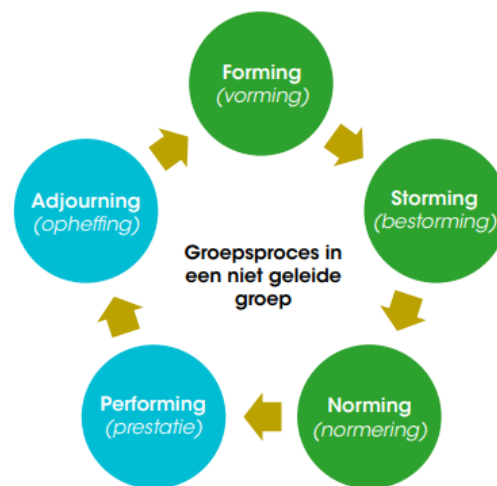 Forming
(vorming)
Storming
(bestorming)
Norming
(normering)
Performing
(prestatie)
Adjourning
(opheffing)
Groepsproces in
een niet geleide
groep